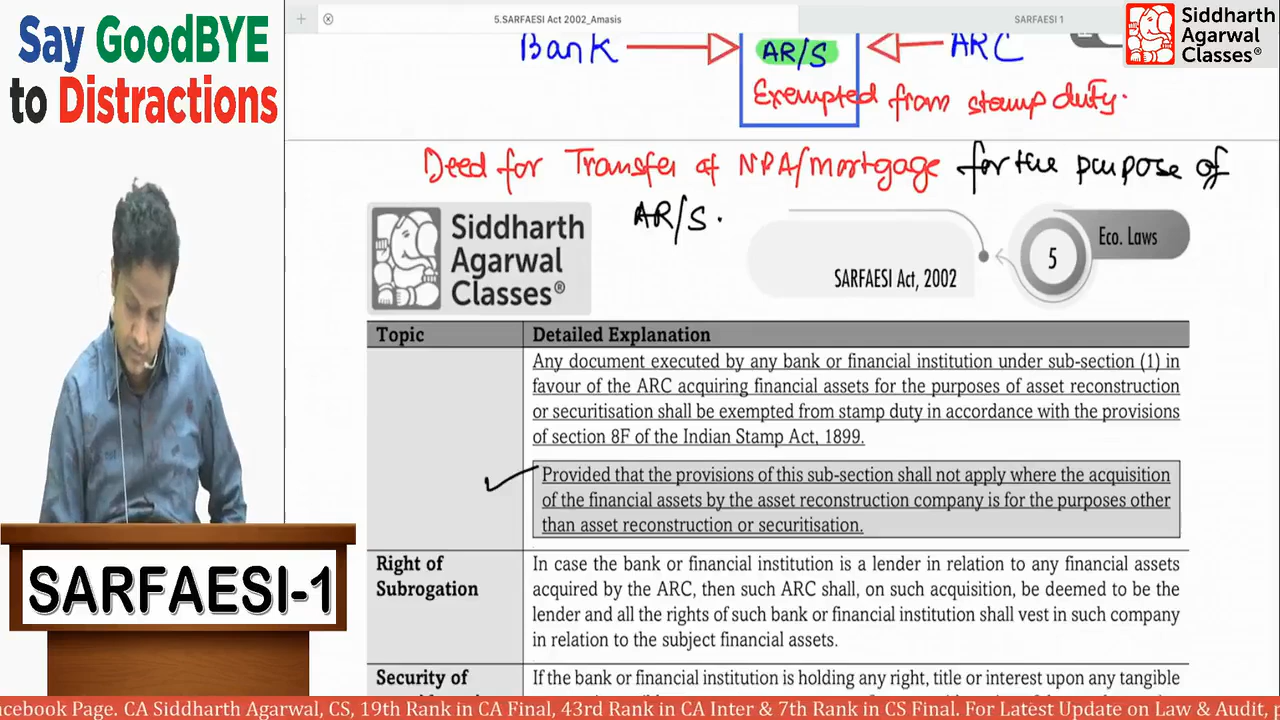 Say GoodBYE
to Distractions
5.SARFAESI Act 2002_Amasis
SARFAESI 1
Siddharth
Agarwal
Classes®
Bank
AR/S
ARC
Exempted from stamp duty.
Deed for Transfer of NPA/mortgage for the purpose of
AR/S.
Siddharth
Agarwal
Classes®
SARFAESI Act, 2002
5
Eco. Laws
Topic
Detailed Explanation
Any document executed by any bank or financial institution under sub-section (1) in
favour of the ARC acquiring financial assets for the purposes of asset reconstruction
or securitisation shall be exempted from stamp duty in accordance with the provisions
of section 8F of the Indian Stamp Act, 1899.
Provided that the provisions of this sub-section shall not apply where the acquisition
of the financial assets by the asset reconstruction company is for the purposes other
than asset reconstruction or securitisation.
Right of
Subrogation
In case the bank or financial institution is a lender in relation to any financial assets
acquired by the ARC, then such ARC shall, on such acquisition, be deemed to be the
lender and all the rights of such bank or financial institution shall vest in such company
in relation to the subject financial assets.
Security of
If the bank or financial institution is holding any right, title or interest upon any tangible
SARFAESI-1
acebook Page. CA Siddharth Agarwal, CS, 19th Rank in CA Final, 43rd Rank in CA Inter & 7th Rank in CS Final. For Latest Update on Law & Audit, p